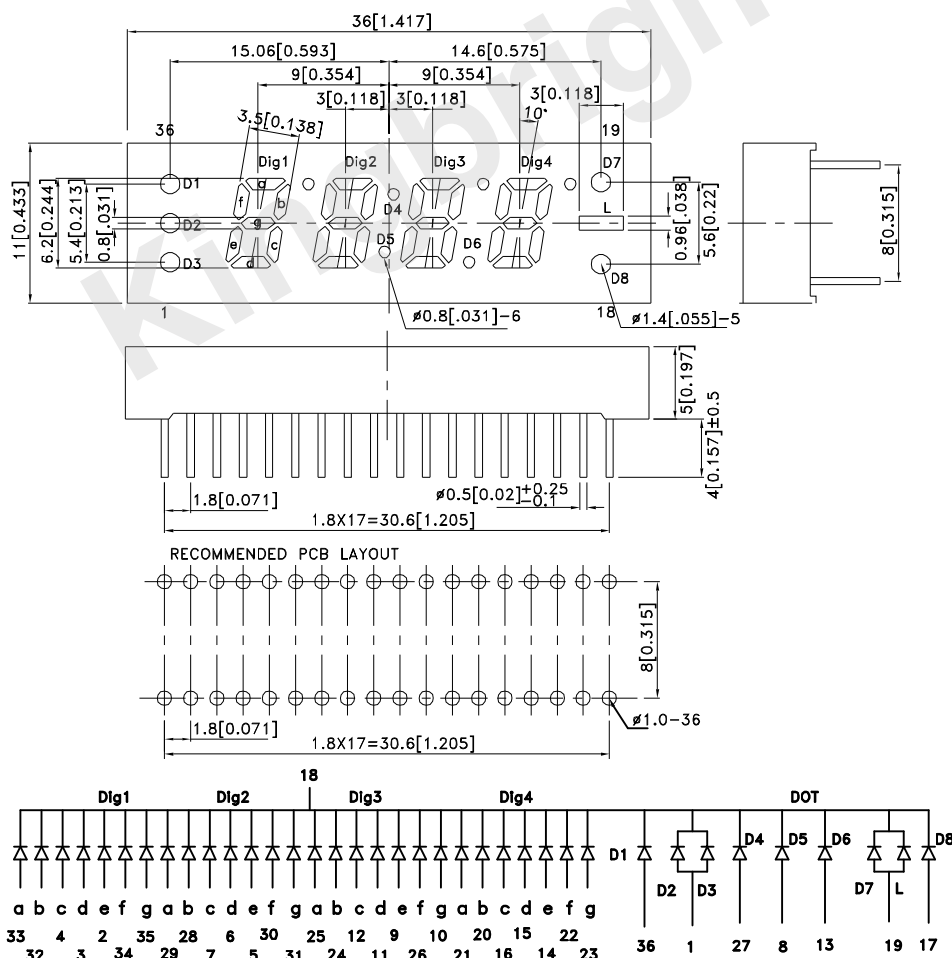 Kingbrigh
36[1.417]
15.06[0.593] 14.6[0.575]
9[0.354] 9[0.354]
3[0.118] 3[0.118] 3[0.118]
3.5[0.138] 10°
36 19
Dig1 Dig2 Dig3 Dig4 D7
D1 a
f b D4 L
D2 g
D5 D6
e c
D3 d D8
1 18
11[0.433]
6.2[0.244]
5.4[0.213]
0.8[0.031]
0.96[.038]
5.6[0.22]
8[0.315]
ø0.8[.031]-6 ø1.4[.055]-5
5[0.197]
4[0.157]±0.5
1.8[0.071] ø0.5[0.02]+0.25 -0.1
1.8X17=30.6[1.205]
RECOMMENDED PCB LAYOUT
8[0.315]
ø1.0-36
1.8[0.071]
1.8X17=30.6[1.205]
18
Dig1 Dig2 Dig3 Dig4 DOT
D1 D4 D5 D6 D8
D2 D3 D7 L
a b c d e f g a b c d e f g a b c d e f g a b c d e f g
33 4 2 35 28 6 30 25 12 9 10 20 15 22 36 1 27 8 13 19 17
32 3 34 29 7 5 31 24 11 26 21 16 14 23